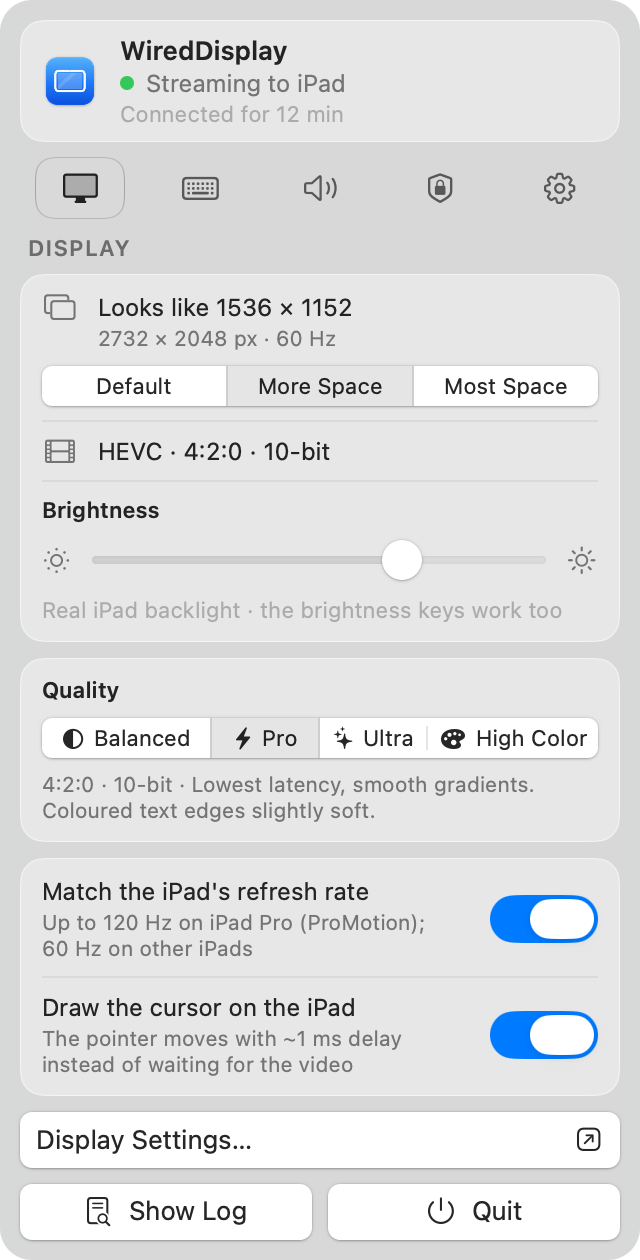 WiredDisplay
Streaming to iPad
Connected for 12 min
DISPLAY
Looks like 1536 × 1152
2732 × 2048 px · 60 Hz
Default More Space Most Space
HEVC · 4:2:0 · 10-bit
Brightness
Real iPad backlight · the brightness keys work too
Quality
Balanced Pro Ultra High Color
4:2:0 · 10-bit · Lowest latency, smooth gradients.
Coloured text edges slightly soft.
Match the iPad's refresh rate
Up to 120 Hz on iPad Pro (ProMotion);
60 Hz on other iPads
Draw the cursor on the iPad
The pointer moves with ~1 ms delay
instead of waiting for the video
Display Settings...
Show Log Quit